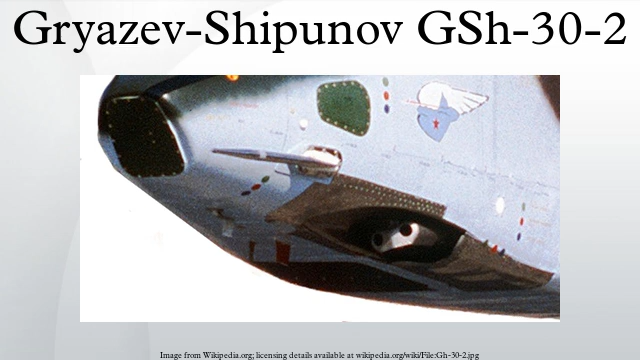 Gryazev-Shipunov GSh-30-2
Image from Wikipedia.org; licensing details available at wikipedia.org/wiki/File:Gh-30-2.jpg